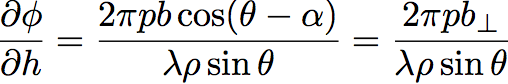 ∂ϕ/∂h = 2πpb cos(θ − α)/λρ sin θ = 2πpb⊥/λρ sin θ